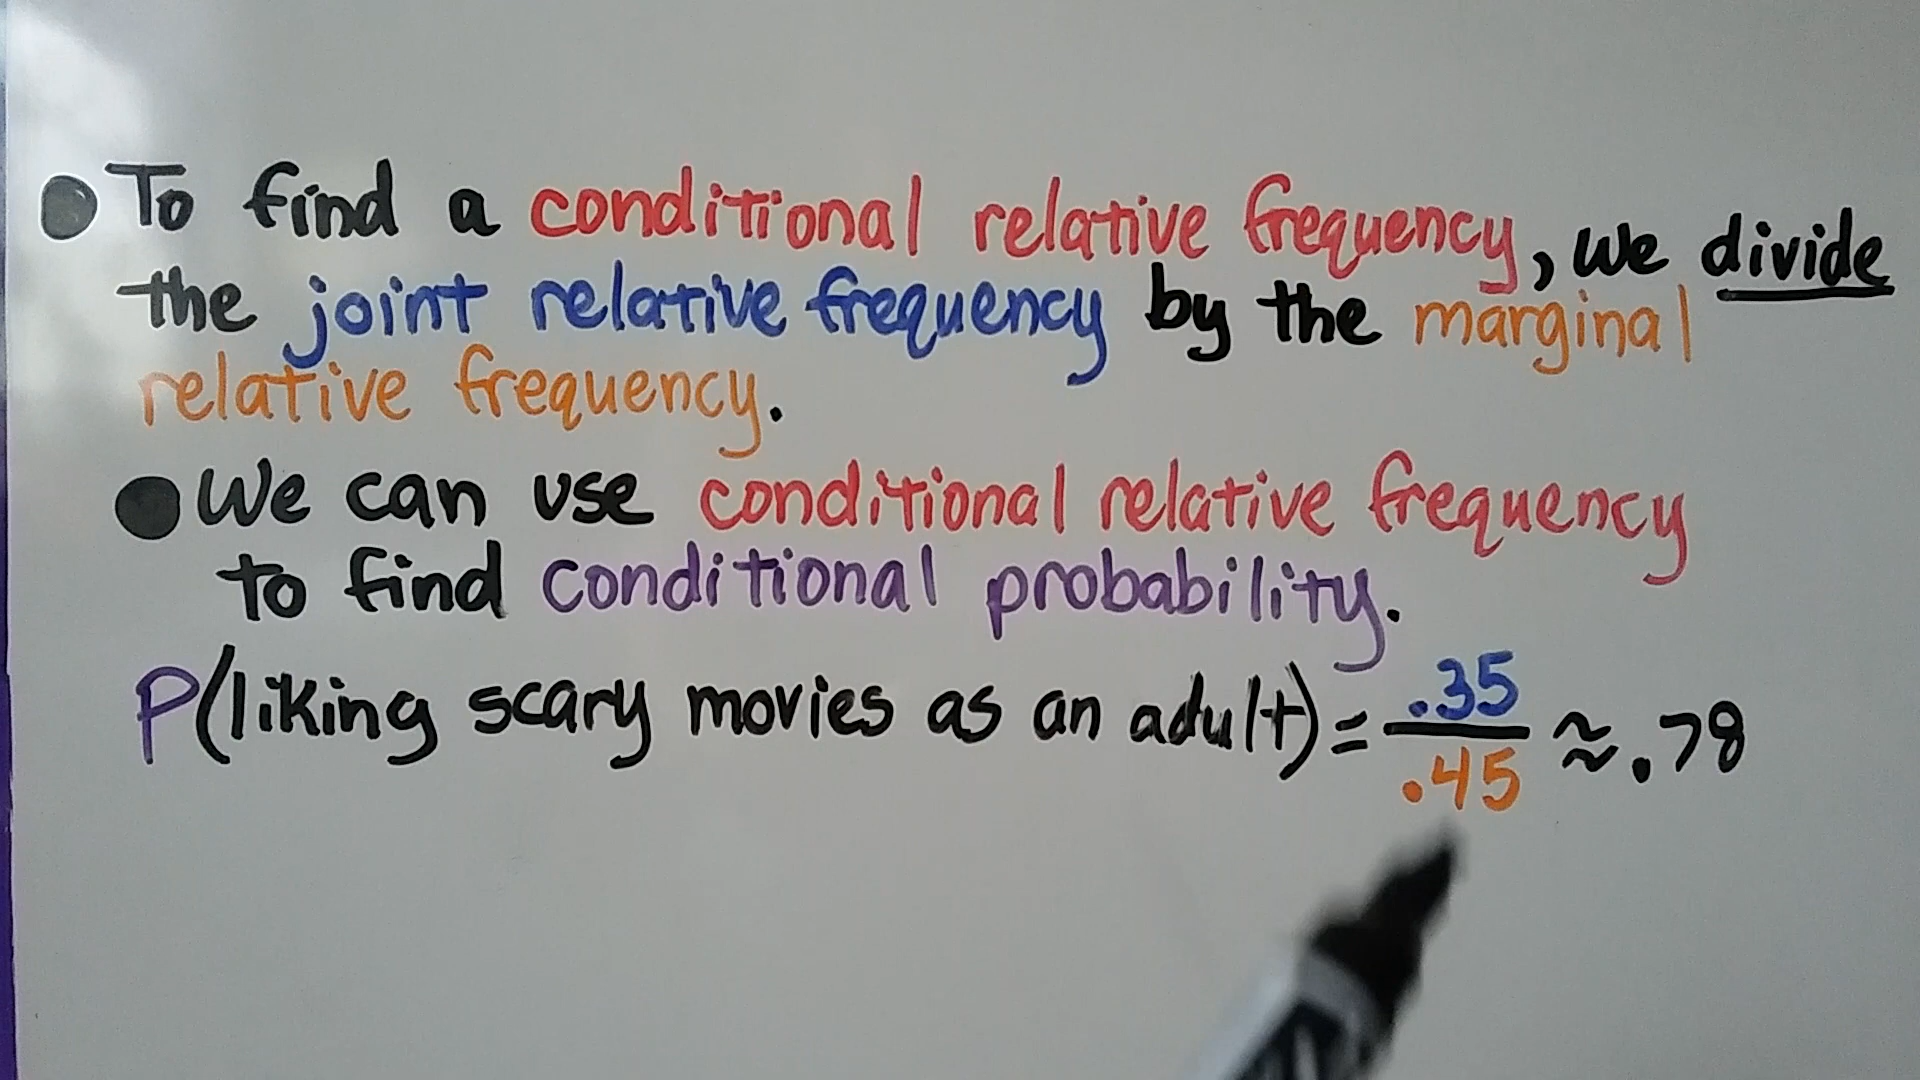 ● To find a conditional relative frequency, we divide
the joint relative frequency by the marginal
relative frequency.
● We can use conditional relative frequency
to find conditional probability.
P(liking scary movies as an adult) = .35/.45 ≈ .78